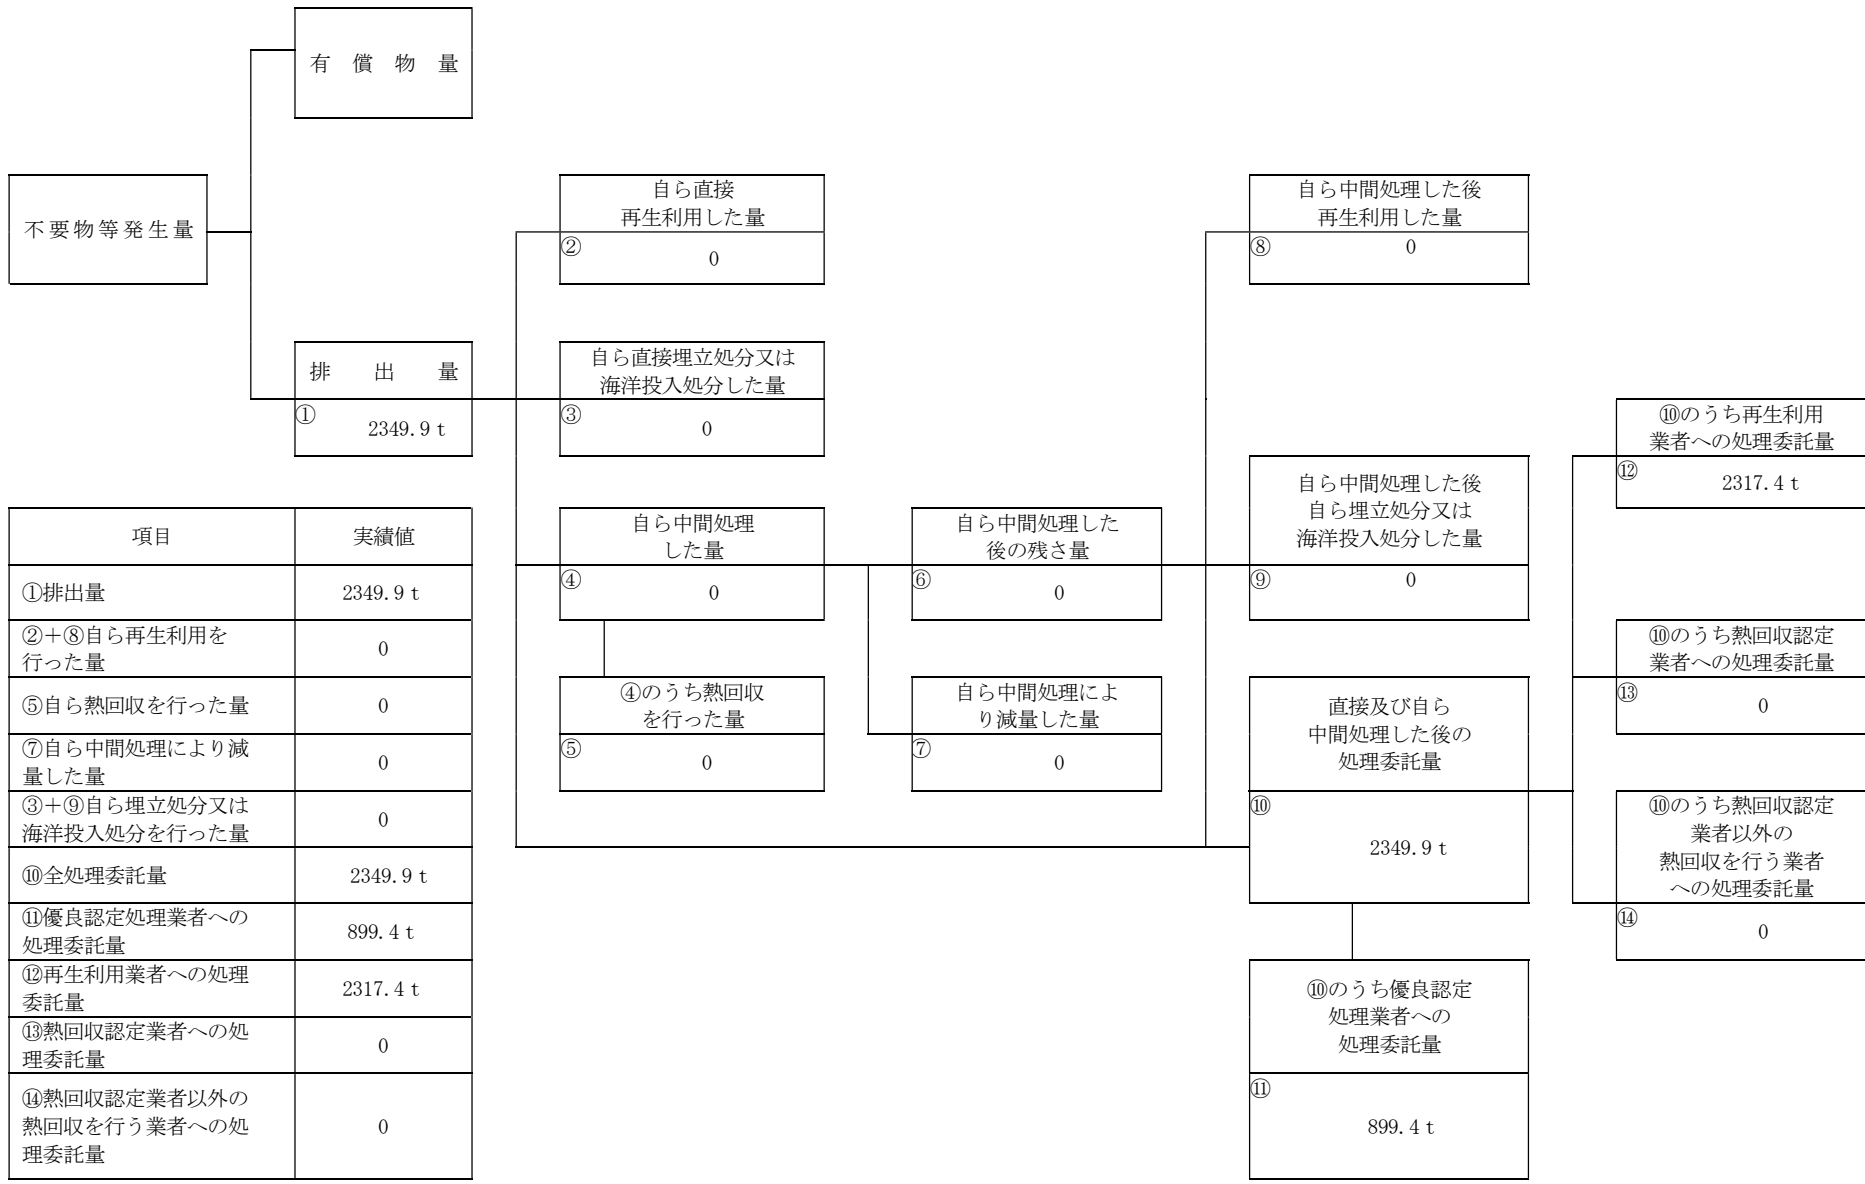 有償物量
不要物等発生量
排出量
①
2349.9 t
自ら直接
再生利用した量
②
0
自ら直接埋立処分又は
海洋投入処分した量
③
0
自ら中間処理
した量
④
0
④のうち熱回収
を行った量
⑤
0
自ら中間処理した
後の残さ量
⑥
0
自ら中間処理によ
り減量した量
⑦
0
自ら中間処理した後
再生利用した量
⑧
0
自ら中間処理した後
自ら埋立処分又は
海洋投入処分した量
⑨
0
直接及び自ら
中間処理した後の
処理委託量
⑩
2349.9 t
⑩のうち優良認定
処理業者への
処理委託量
⑪
899.4 t
⑩のうち再生利用
業者への処理委託量
⑫
2317.4 t
⑩のうち熱回収認定
業者への処理委託量
⑬
0
⑩のうち熱回収認定
業者以外の
熱回収を行う業者
への処理委託量
⑭
0
項目 実績値
①排出量 2349.9 t
②＋⑧自ら再生利用を
行った量 0
⑤自ら熱回収を行った量 0
⑦自ら中間処理により減
量した量 0
③＋⑨自ら埋立処分又は
海洋投入処分を行った量 0
⑩全処理委託量 2349.9 t
⑪優良認定処理業者への
処理委託量 899.4 t
⑫再生利用業者への処理
委託量 2317.4 t
⑬熱回収認定業者への処
理委託量 0
⑭熱回収認定業者以外の
熱回収を行う業者への処
理委託量 0